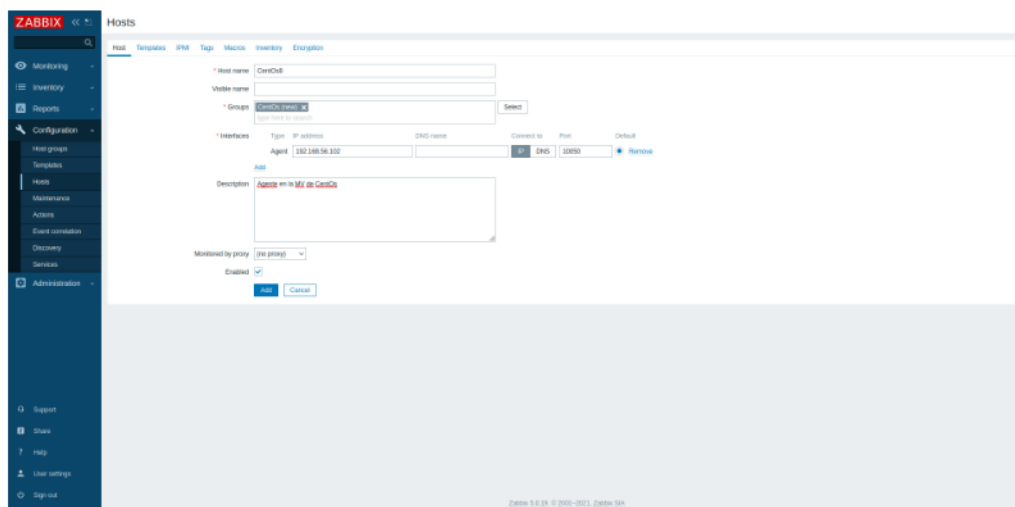 ZABBIX
Hosts
Host Templates IPMI Tags Macros Inventory Encryption
Monitoring
Inventory
Reports
Configuration
Host groups
Templates
Hosts
Maintenance
Actions
Event correlation
Discovery
Services
Administration
Support
Share
Help
User settings
Sign out
* Host name CentOs8
Visible name
* Groups CentOs (new) Select
type here to search
* Interfaces Type IP address DNS name Connect to Port Default
Agent 192.168.56.102 IP DNS 10050 Remove
Add
Description Agente en la MV de CentOs
Monitored by proxy (no proxy)
Enabled
Add Cancel
Zabbix 5.0.19. © 2001–2021, Zabbix SIA